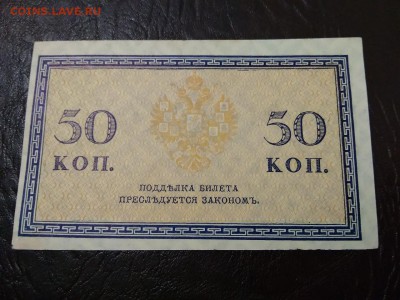 COINS.LAVE.RU
50 50
КОП. КОП.
ПОДДѢЛКА БИЛЕТА
ПРЕСЛѢДУЕТСЯ ЗАКОНОМЪ.